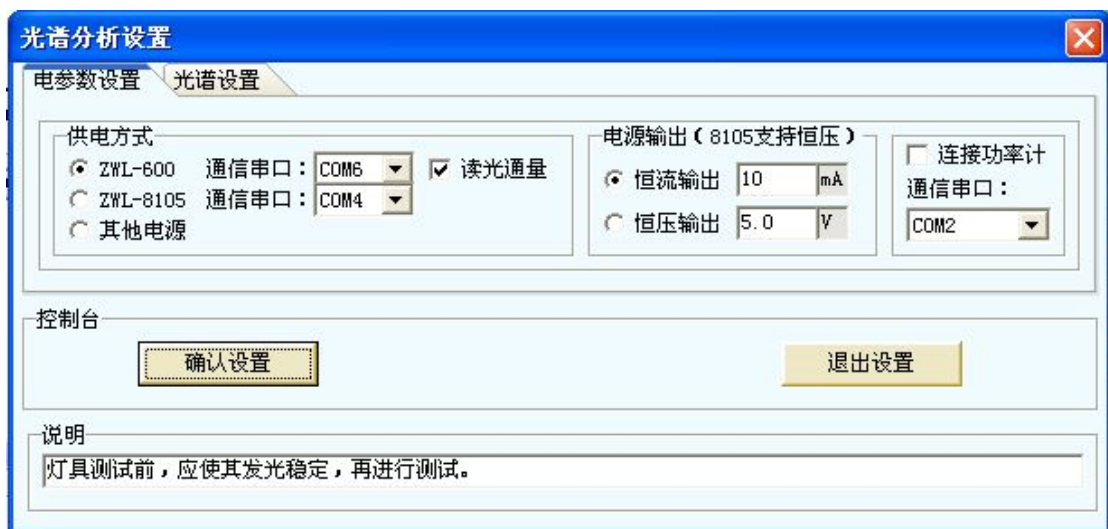 光谱分析设置
电参数设置 光谱设置
供电方式
ZWL-600 通信串口：COM6 读光通量
ZWL-8105 通信串口：COM4
其他电源
电源输出（8105支持恒压）
恒流输出 10 mA
恒压输出 5.0 V
连接功率计
通信串口：
COM2
控制台
确认设置 退出设置
说明
灯具测试前，应使其发光稳定，再进行测试。